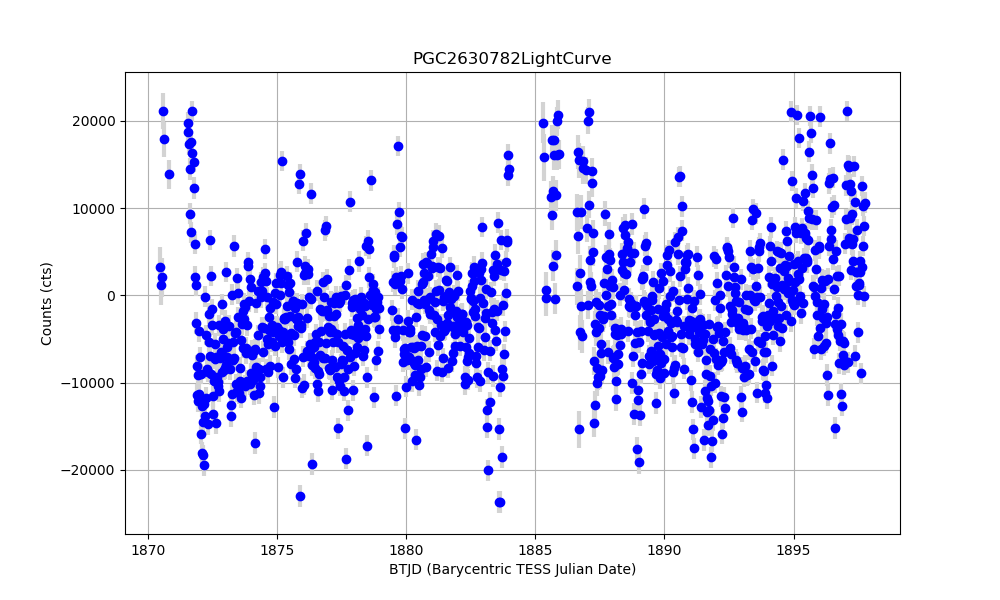 PGC2630782LightCurve
Counts (cts)
20000
10000
0
−10000
−20000
1870 1875 1880 1885 1890 1895
BTJD (Barycentric TESS Julian Date)